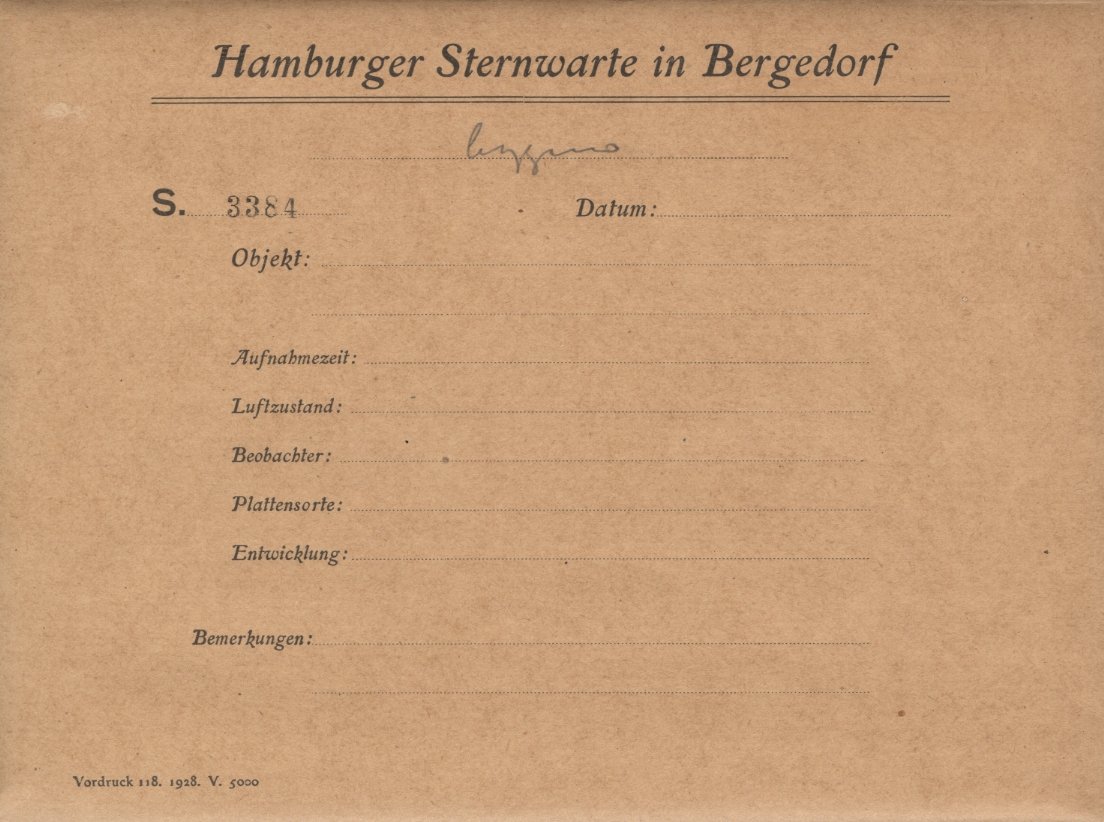 Hamburger Sternwarte in Bergedorf
S. 3384 Datum:
Objekt:
Aufnahmezeit:
Luftzustand:
Beobachter:
Plattensorte:
Entwicklung:
Bemerkungen:
Vordruck 118. 1928. V. 5000